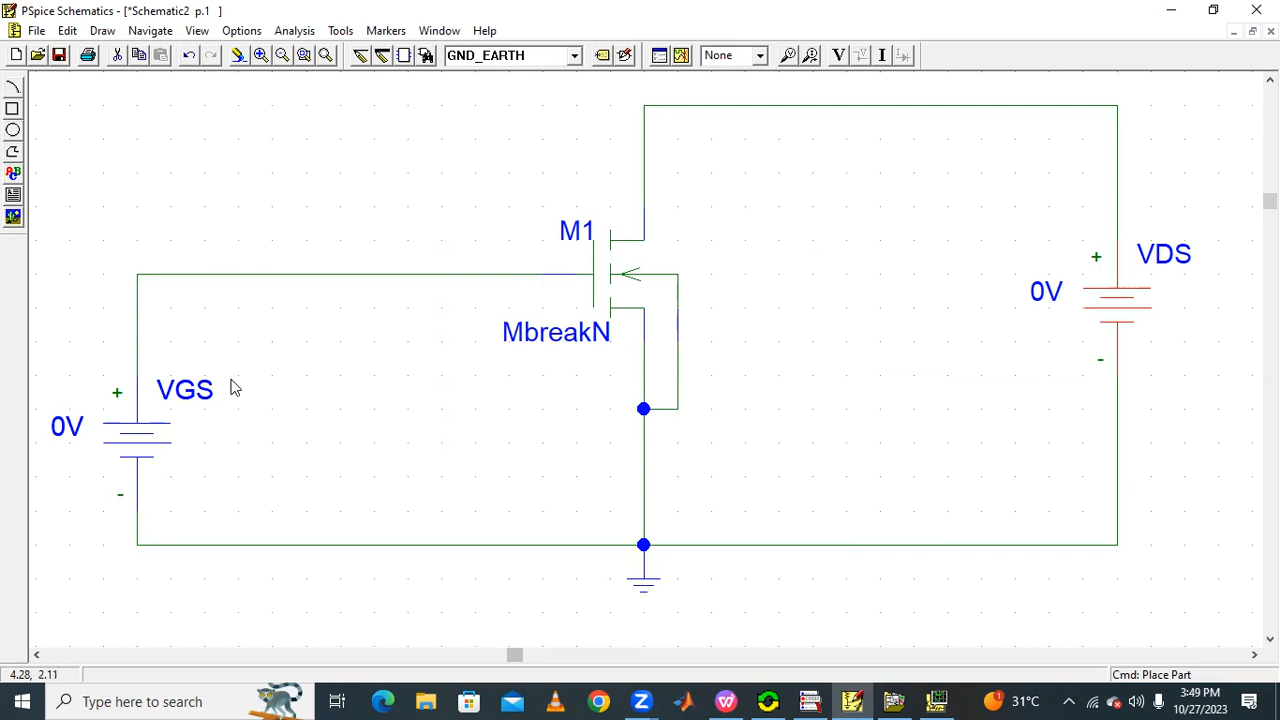 PSpice Schematics - [*Schematic2 p.1 ]
File Edit Draw Navigate View Options Analysis Tools Markers Window Help
GND_EARTH None V I
ABC
M1
+ VDS
0V
MbreakN
-
+ VGS
0V
-
4.28, 2.11 Cmd: Place Part
Type here to search 31°C 3:49 PM
10/27/2023